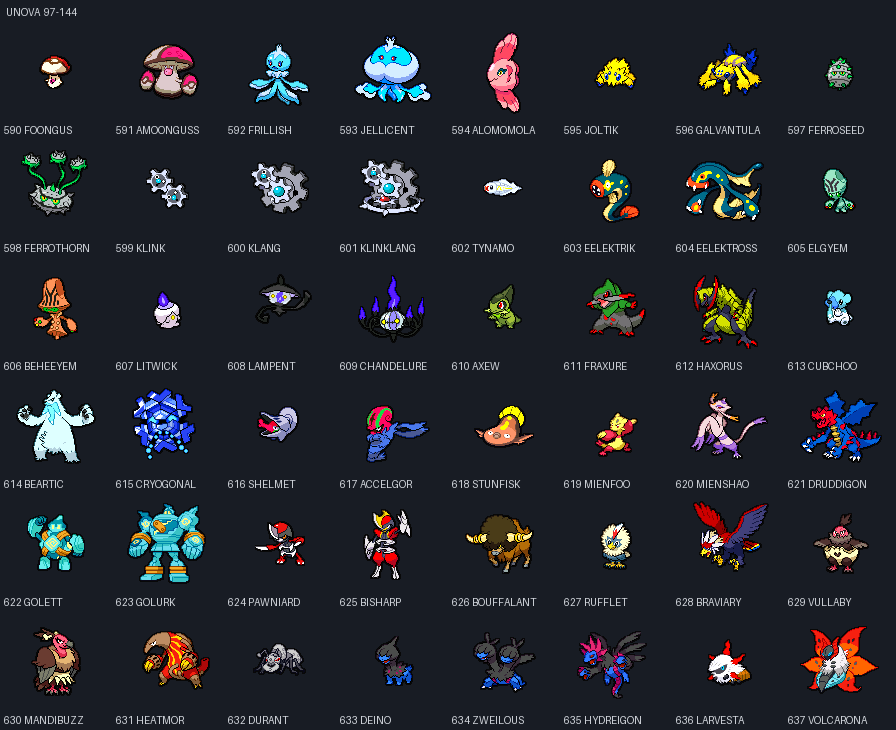 UNOVA 97-144
590 FOONGUS 591 AMOONGUSS 592 FRILLISH 593 JELLICENT 594 ALOMOMOLA 595 JOLTIK 596 GALVANTULA 597 FERROSEED
598 FERROTHORN 599 KLINK 600 KLANG 601 KLINKLANG 602 TYNAMO 603 EELEKTRIK 604 EELEKTROSS 605 ELGYEM
606 BEHEEYEM 607 LITWICK 608 LAMPENT 609 CHANDELURE 610 AXEW 611 FRAXURE 612 HAXORUS 613 CUBCHOO
614 BEARTIC 615 CRYOGONAL 616 SHELMET 617 ACCELGOR 618 STUNFISK 619 MIENFOO 620 MIENSHAO 621 DRUDDIGON
622 GOLETT 623 GOLURK 624 PAWNIARD 625 BISHARP 626 BOUFFALANT 627 RUFFLET 628 BRAVIARY 629 VULLABY
630 MANDIBUZZ 631 HEATMOR 632 DURANT 633 DEINO 634 ZWEILOUS 635 HYDREIGON 636 LARVESTA 637 VOLCARONA